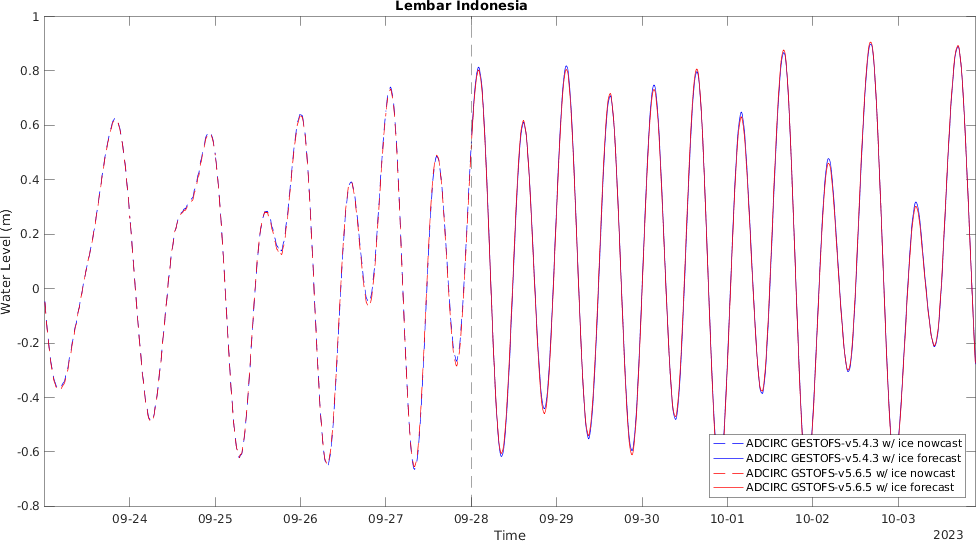 Lembar Indonesia
1
0.8
0.6
0.4
0.2
0
-0.2
-0.4
-0.6
-0.8
Water Level (m)
ADCIRC GESTOFS-v5.4.3 w/ ice nowcast
ADCIRC GESTOFS-v5.4.3 w/ ice forecast
ADCIRC GSTOFS-v5.6.5 w/ ice nowcast
ADCIRC GSTOFS-v5.6.5 w/ ice forecast
09-24 09-25 09-26 09-27 09-28 09-29 09-30 10-01 10-02 10-03
Time
2023